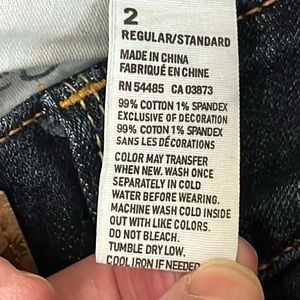 2
REGULAR/STANDARD
MADE IN CHINA
FABRIQUÉ EN CHINE
RN 54485 CA 03873
99% COTTON 1% SPANDEX
EXCLUSIVE OF DECORATION
99% COTON 1% SPANDEX
SANS LES DÉCORATIONS
COLOR MAY TRANSFER
WHEN NEW. WASH ONCE
SEPARATELY IN COLD
WATER BEFORE WEARING.
MACHINE WASH COLD INSIDE
OUT WITH LIKE COLORS.
DO NOT BLEACH.
TUMBLE DRY LOW,
COOL IRON IF NEEDED